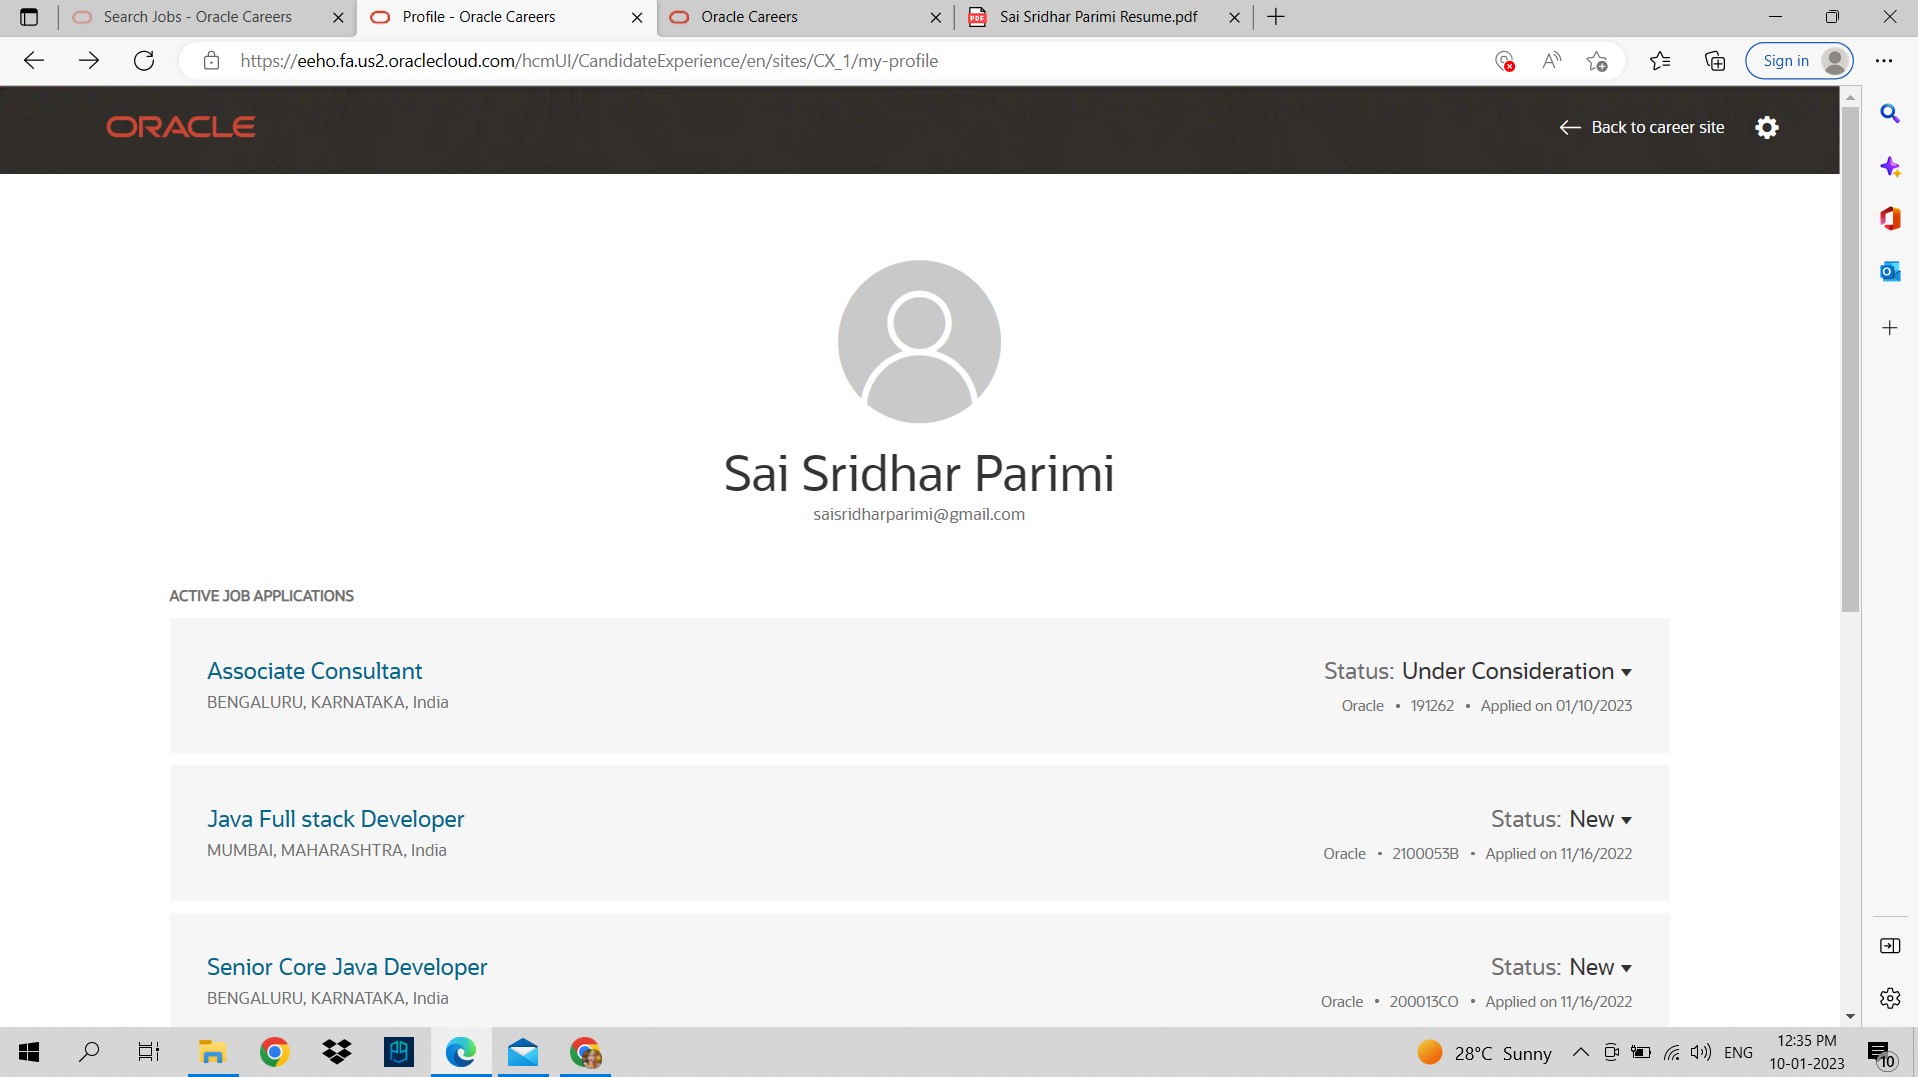 Search Jobs - Oracle Careers
Profile - Oracle Careers
Oracle Careers
PDF
Sai Sridhar Parimi Resume.pdf
https://eeho.fa.us2.oraclecloud.com/hcmUI/CandidateExperience/en/sites/CX_1/my-profile
Sign in
ORACLE
Back to career site
Sai Sridhar Parimi
saisridharparimi@gmail.com
ACTIVE JOB APPLICATIONS
Associate Consultant
Status: Under Consideration
BENGALURU, KARNATAKA, India
Oracle • 191262 • Applied on 01/10/2023
Java Full stack Developer
Status: New
MUMBAI, MAHARASHTRA, India
Oracle • 2100053B • Applied on 11/16/2022
Senior Core Java Developer
Status: New
BENGALURU, KARNATAKA, India
Oracle • 200013CO • Applied on 11/16/2022
28°C Sunny
ENG
12:35 PM
10-01-2023
10